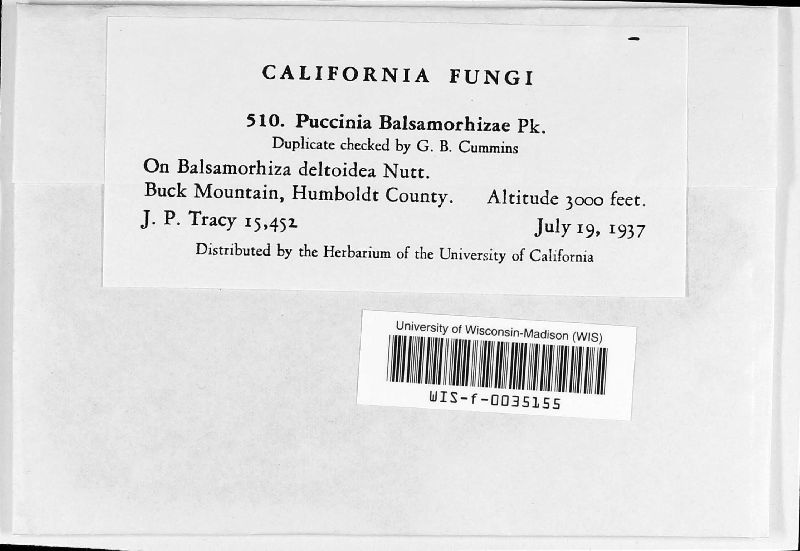 CALIFORNIA FUNGI
510. Puccinia Balsamorhizae Pk.
Duplicate checked by G. B. Cummins
On Balsamorhiza deltoidea Nutt.
Buck Mountain, Humboldt County. Altitude 3000 feet.
J. P. Tracy 15,452 July 19, 1937
Distributed by the Herbarium of the University of California
University of Wisconsin-Madison (WIS)
WIS-f-0035155